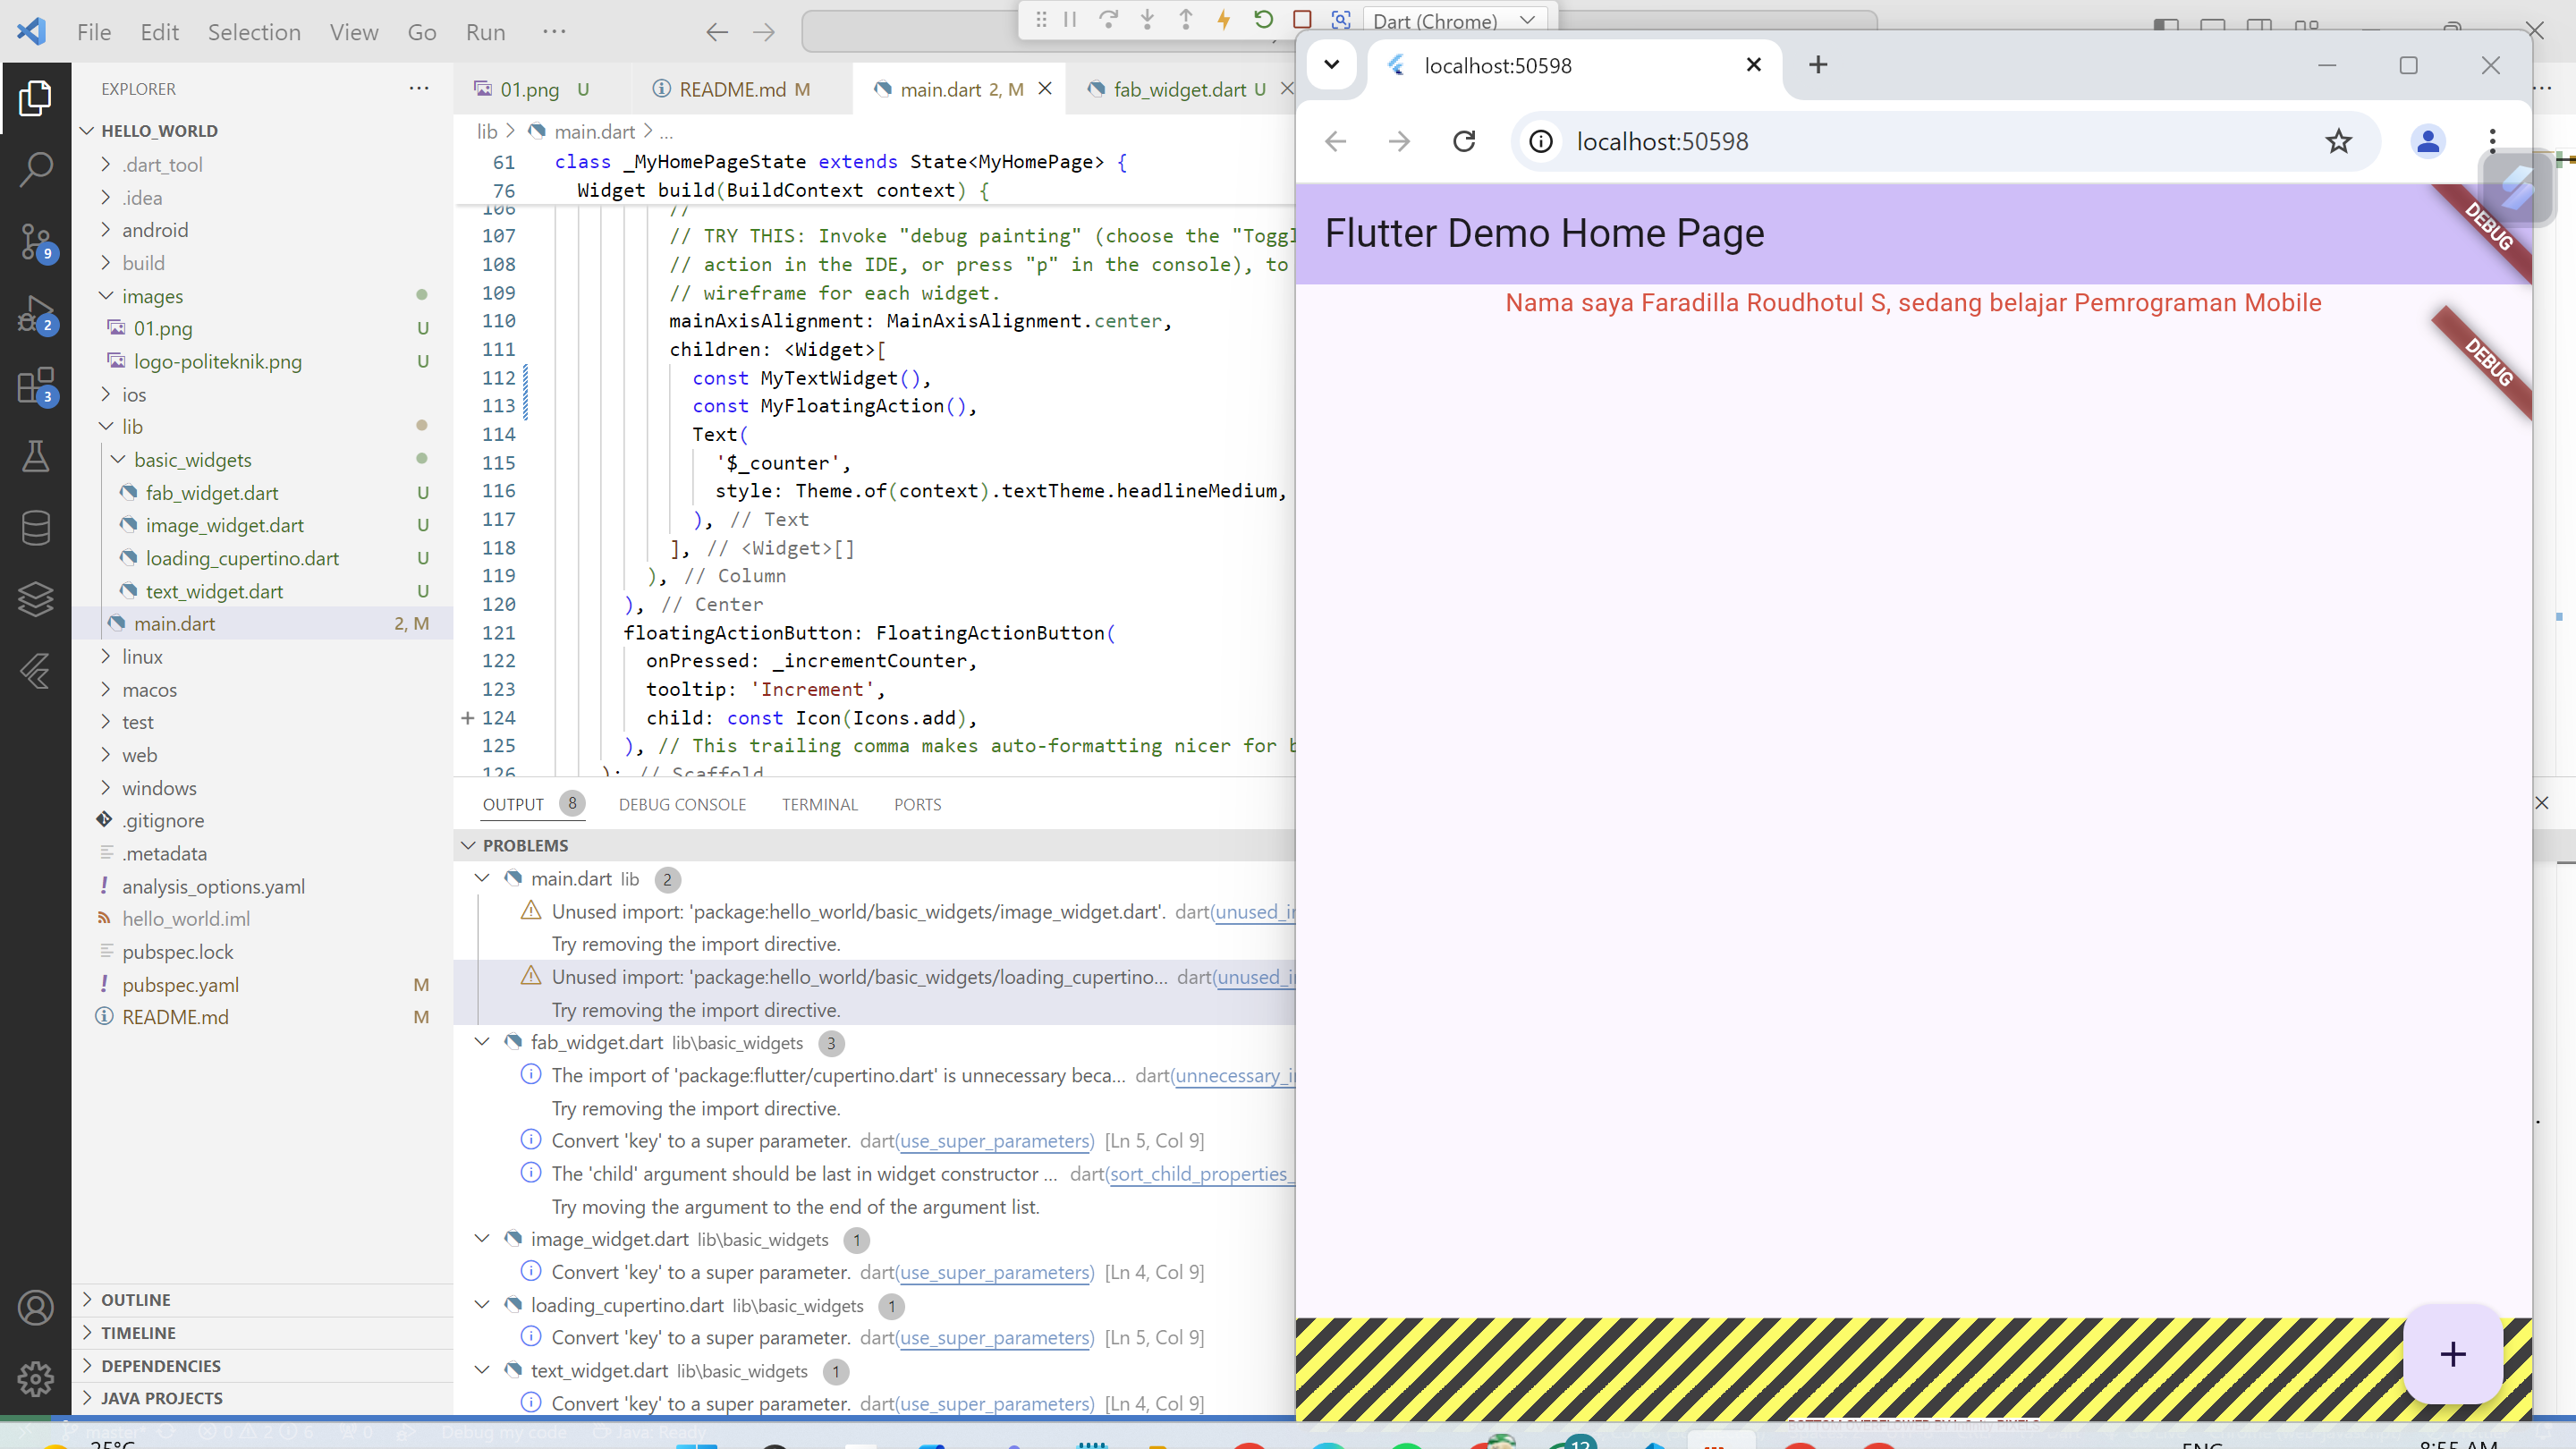 File Edit Selection View Go Run ...
Dart (Chrome)
localhost:50598
localhost:50598
EXPLORER
HELLO_WORLD
.dart_tool
.idea
android
build
images
01.png U
logo-politeknik.png U
ios
lib
basic_widgets
fab_widget.dart U
image_widget.dart U
loading_cupertino.dart U
text_widget.dart U
main.dart 2, M
linux
macos
test
web
windows
.gitignore
.metadata
analysis_options.yaml
hello_world.iml
pubspec.lock
pubspec.yaml M
README.md M
OUTLINE
TIMELINE
DEPENDENCIES
JAVA PROJECTS
9
2
3
01.png U README.md M main.dart 2, M fab_widget.dart U
lib > main.dart > ...
61 class _MyHomePageState extends State<MyHomePage> {
76 Widget build(BuildContext context) {
106 //
107 // TRY THIS: Invoke "debug painting" (choose the "Toggl
108 // action in the IDE, or press "p" in the console), to
109 // wireframe for each widget.
110 mainAxisAlignment: MainAxisAlignment.center,
111 children: <Widget>[
112 const MyTextWidget(),
113 const MyFloatingAction(),
114 Text(
115 '$_counter',
116 style: Theme.of(context).textTheme.headlineMedium,
117 ), // Text
118 ], // <Widget>[]
119 ), // Column
120 ), // Center
121 floatingActionButton: FloatingActionButton(
122 onPressed: _incrementCounter,
123 tooltip: 'Increment',
124 child: const Icon(Icons.add),
125 ), // This trailing comma makes auto-formatting nicer for b
126 ); // Scaffold
OUTPUT 8 DEBUG CONSOLE TERMINAL PORTS
PROBLEMS
main.dart lib 2
Unused import: 'package:hello_world/basic_widgets/image_widget.dart'. dart(unused_i
Try removing the import directive.
Unused import: 'package:hello_world/basic_widgets/loading_cupertino... dart(unused_i
Try removing the import directive.
fab_widget.dart lib\basic_widgets 3
The import of 'package:flutter/cupertino.dart' is unnecessary beca... dart(unnecessary_i
Try removing the import directive.
Convert 'key' to a super parameter. dart(use_super_parameters) [Ln 5, Col 9]
The 'child' argument should be last in widget constructor ... dart(sort_child_properties_
Try moving the argument to the end of the argument list.
image_widget.dart lib\basic_widgets 1
Convert 'key' to a super parameter. dart(use_super_parameters) [Ln 4, Col 9]
loading_cupertino.dart lib\basic_widgets 1
Convert 'key' to a super parameter. dart(use_super_parameters) [Ln 5, Col 9]
text_widget.dart lib\basic_widgets 1
Convert 'key' to a super parameter. dart(use_super_parameters) [Ln 4, Col 9]
Flutter Demo Home Page
DEBUG
Nama saya Faradilla Roudhotul S, sedang belajar Pemrograman Mobile
DEBUG
master* 0 2 6 0 Debug my code Java: Ready
25°C
12
ENG
8:55 AM